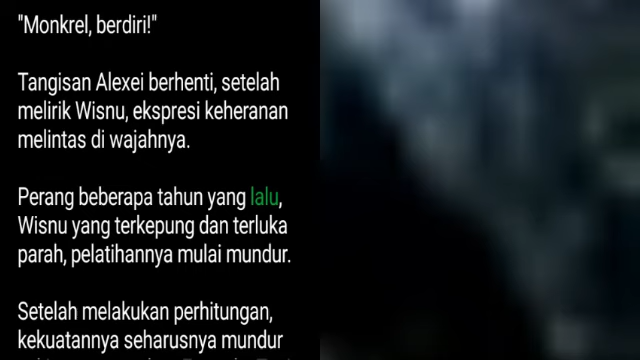 "Monkrel, berdiri!"
Tangisan Alexei berhenti, setelah
melirik Wisnu, ekspresi keheranan
melintas di wajahnya.
Perang beberapa tahun yang lalu,
Wisnu yang terkepung dan terluka
parah, pelatihannya mulai mundur.
Setelah melakukan perhitungan,
kekuatannya seharusnya mundur